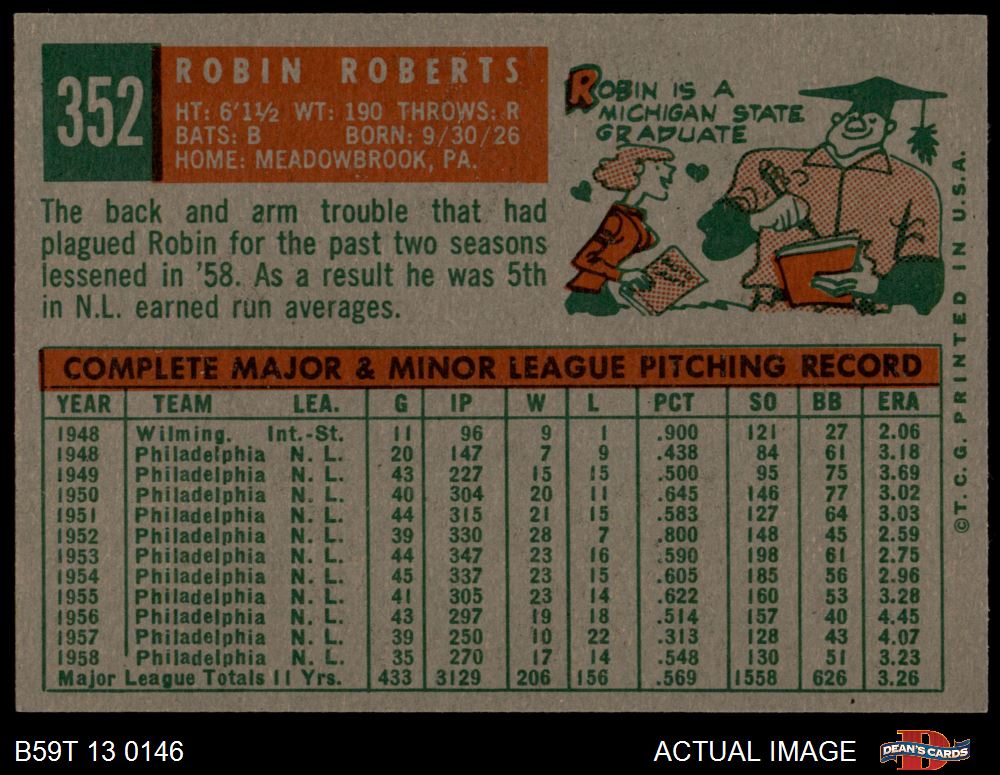 352
ROBIN ROBERTS
HT: 6'1½ WT: 190 THROWS: R
BATS: B BORN: 9/30/26
HOME: MEADOWBROOK, PA.
ROBIN IS A
MICHIGAN STATE
GRADUATE
The back and arm trouble that had
plagued Robin for the past two seasons
lessened in '58. As a result he was 5th
in N.L. earned run averages.
COMPLETE MAJOR & MINOR LEAGUE PITCHING RECORD
YEAR TEAM LEA. G IP W L PCT SO BB ERA
1948 Wilming. Int.-St. 11 96 9 1 .900 121 27 2.06
1948 Philadelphia N. L. 20 147 7 9 .438 84 61 3.18
1949 Philadelphia N. L. 43 227 15 15 .500 95 75 3.69
1950 Philadelphia N. L. 40 304 20 11 .645 146 77 3.02
1951 Philadelphia N. L. 44 315 21 15 .583 127 64 3.03
1952 Philadelphia N. L. 39 330 28 7 .800 148 45 2.59
1953 Philadelphia N. L. 44 347 23 16 .590 198 61 2.75
1954 Philadelphia N. L. 45 337 23 15 .605 185 56 2.96
1955 Philadelphia N. L. 41 305 23 14 .622 160 53 3.28
1956 Philadelphia N. L. 43 297 19 18 .514 157 40 4.45
1957 Philadelphia N. L. 39 250 10 22 .313 128 43 4.07
1958 Philadelphia N. L. 35 270 17 14 .548 130 51 3.23
Major League Totals 11 Yrs. 433 3129 206 156 .569 1558 626 3.26
©T. C. G. PRINTED IN U.S.A.
B59T 13 0146
ACTUAL IMAGE
D
DEAN'S CARDS